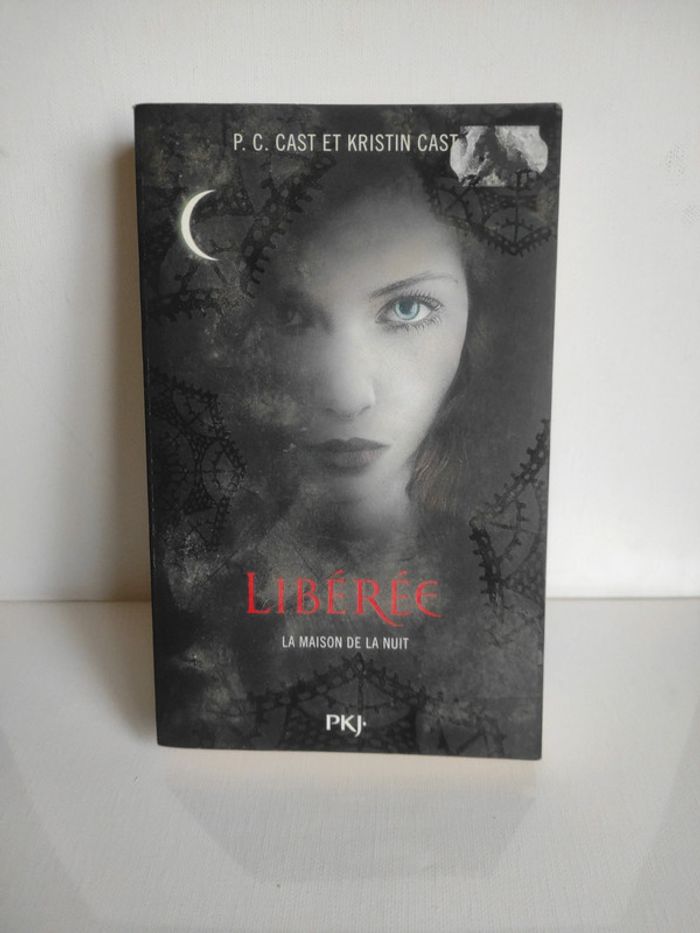 P. C. CAST ET KRISTIN CAST
LIBÉRÉE
LA MAISON DE LA NUIT
PKJ·